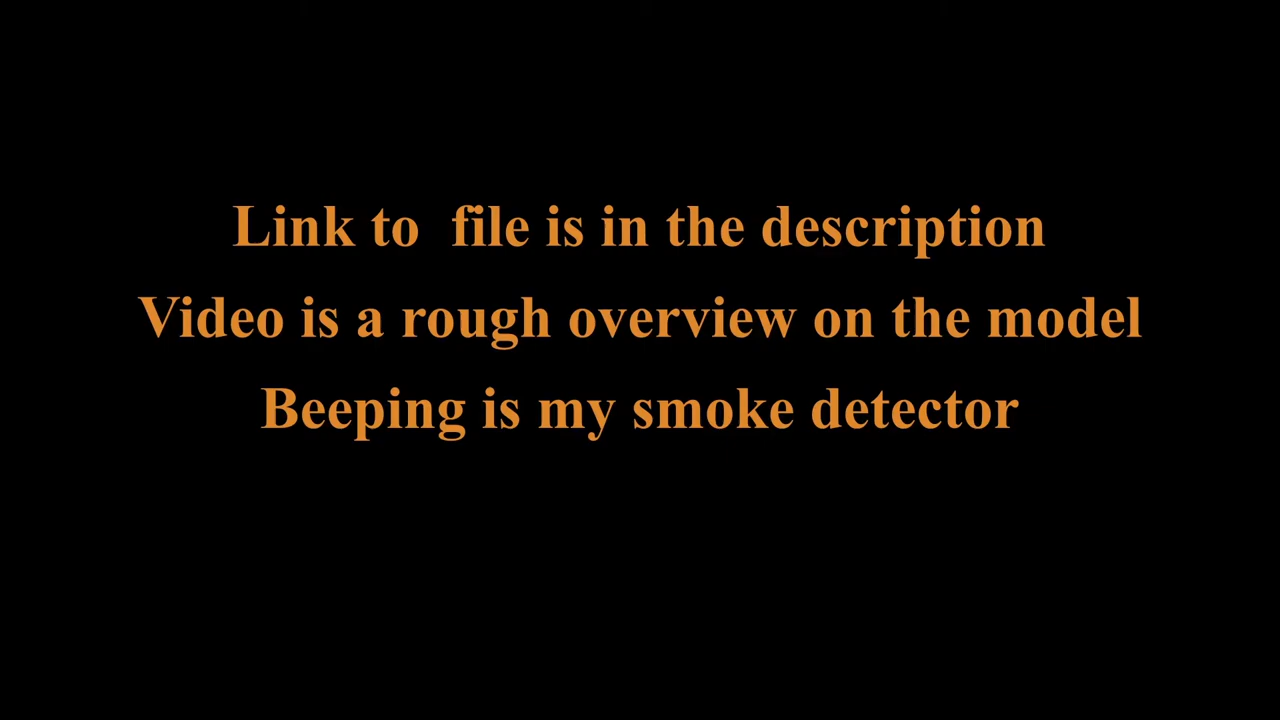 Link to  file is in the description
Video is a rough overview on the model
Beeping is my smoke detector